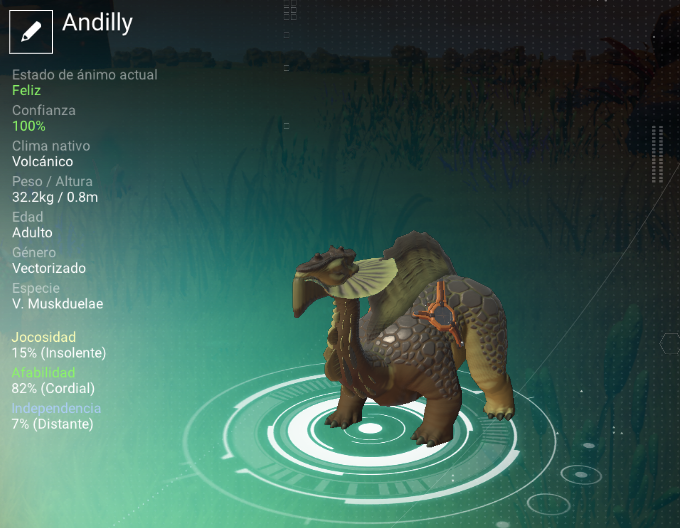 Andilly
Estado de ánimo actual
Feliz
Confianza
100%
Clima nativo
Volcánico
Peso / Altura
32.2kg / 0.8m
Edad
Adulto
Género
Vectorizado
Especie
V. Muskduelae
Jocosidad
15% (Insolente)
Afabilidad
82% (Cordial)
Independencia
7% (Distante)